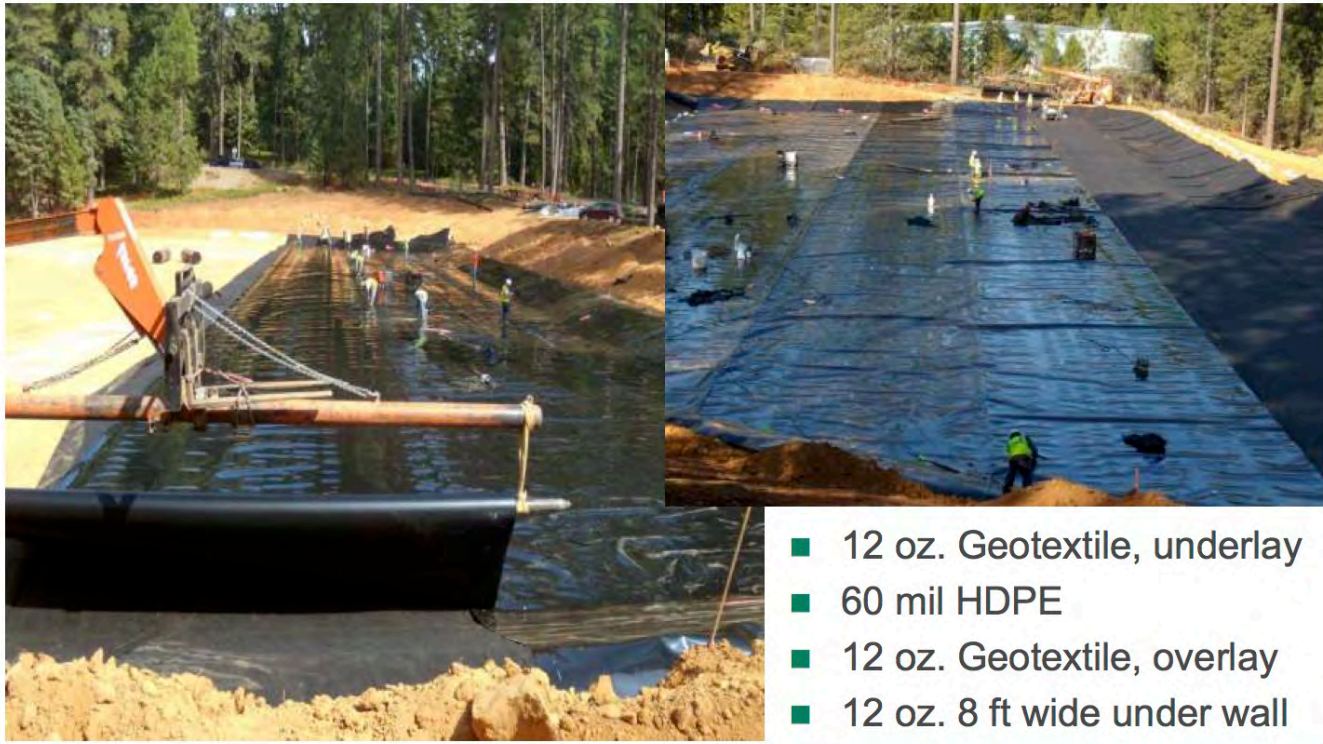 12 oz. Geotextile, underlay
60 mil HDPE
12 oz. Geotextile, overlay
12 oz. 8 ft wide under wall